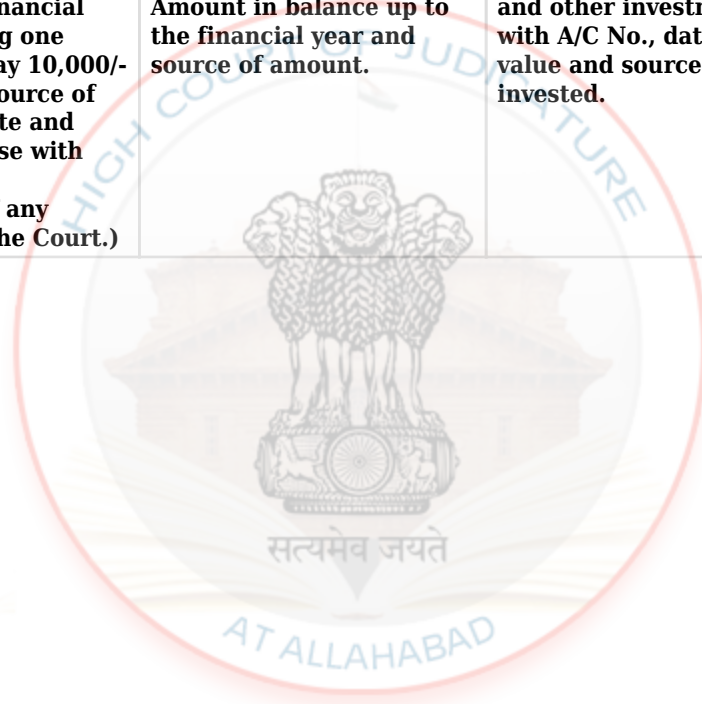 nancial
g one
ay 10,000/-
ource of
te and
se with
any
he Court.)
Amount in balance up to
the financial year and
source of amount.
and other investm
with A/C No., dat
value and source
invested.
HIGH COURT OF JUDICATURE
सत्यमेव जयते
AT ALLAHABAD